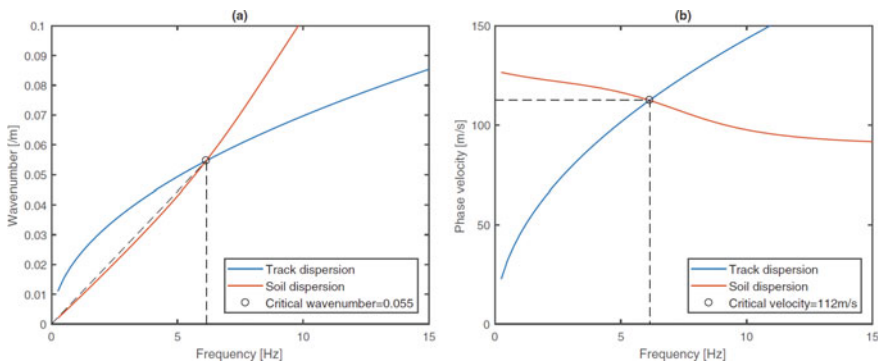 (a)
0.1
0.09
0.08
0.07
0.06
0.05
0.04
0.03
0.02
0.01
0
Wavenumber [/m]
0 5 10 15
Frequency [Hz]
Track dispersion
Soil dispersion
Critical wavenumber=0.055
(b)
150
100
50
0
Phase velocity [m/s]
0 5 10 15
Frequency [Hz]
Track dispersion
Soil dispersion
Critical velocity=112m/s